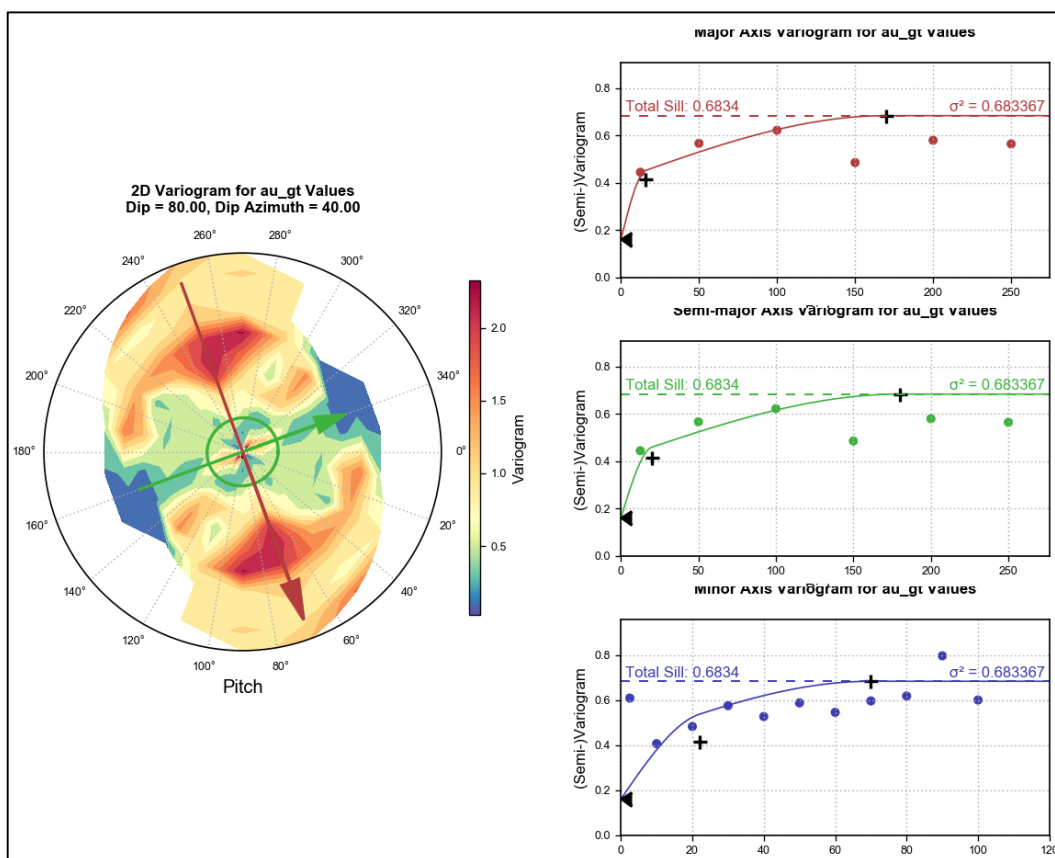 2D Variogram for au_gt Values
Dip = 80.00, Dip Azimuth = 40.00
260°
280°
240°
300°
220°
320°
200°
340°
180°
0°
160°
20°
140°
40°
120°
60°
100°
80°
Pitch
2.0
1.5
1.0
0.5
Variogram
Major Axis Variogram for au_gt Values
Total Sill: 0.6834
σ² = 0.683367
(Semi-)Variogram
0.8
0.6
0.4
0.2
0.0
0 50 100 150 200 250
Semi-major Axis Variogram for au_gt Values
Total Sill: 0.6834
σ² = 0.683367
(Semi-)Variogram
0.8
0.6
0.4
0.2
0.0
0 50 100 150 200 250
Minor Axis Variogram for au_gt Values
Total Sill: 0.6834
σ² = 0.683367
(Semi-)Variogram
0.8
0.6
0.4
0.2
0.0
0 20 40 60 80 100 120